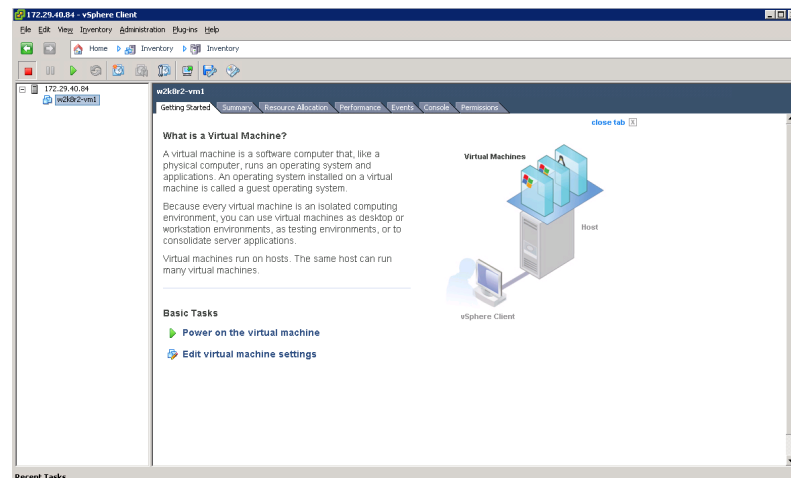 172.29.40.84 - vSphere Client
File Edit View Inventory Administration Plug-ins Help
Home Inventory Inventory
172.29.40.84
w2k8r2-vm1
w2k8r2-vm1
Getting Started Summary Resource Allocation Performance Events Console Permissions
close tab X
What is a Virtual Machine?
A virtual machine is a software computer that, like a
physical computer, runs an operating system and
applications. An operating system installed on a virtual
machine is called a guest operating system.
Because every virtual machine is an isolated computing
environment, you can use virtual machines as desktop or
workstation environments, as testing environments, or to
consolidate server applications.
Virtual machines run on hosts. The same host can run
many virtual machines.
Basic Tasks
Power on the virtual machine
Edit virtual machine settings
Virtual Machines
Host
vSphere Client
Recent Tasks